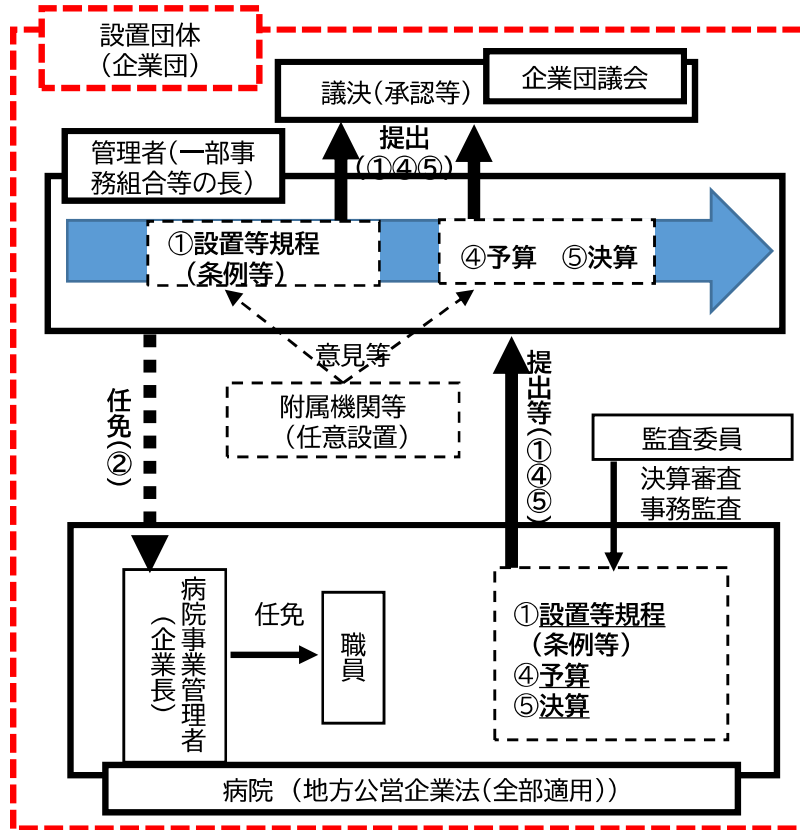 設置団体
（企業団）
議決（承認等）
企業団議会
提出
（①④⑤）
管理者（一部事
務組合等の長）
①設置等規程
（条例等）
④予算　⑤決算
意見等
附属機関等
（任意設置）
任免（②）
提出等（①④⑤）
監査委員
決算審査
事務監査
病院事業管理者
（企業長）
任免
職員
①設置等規程
（条例等）
④予算
⑤決算
病院（地方公営企業法（全部適用））